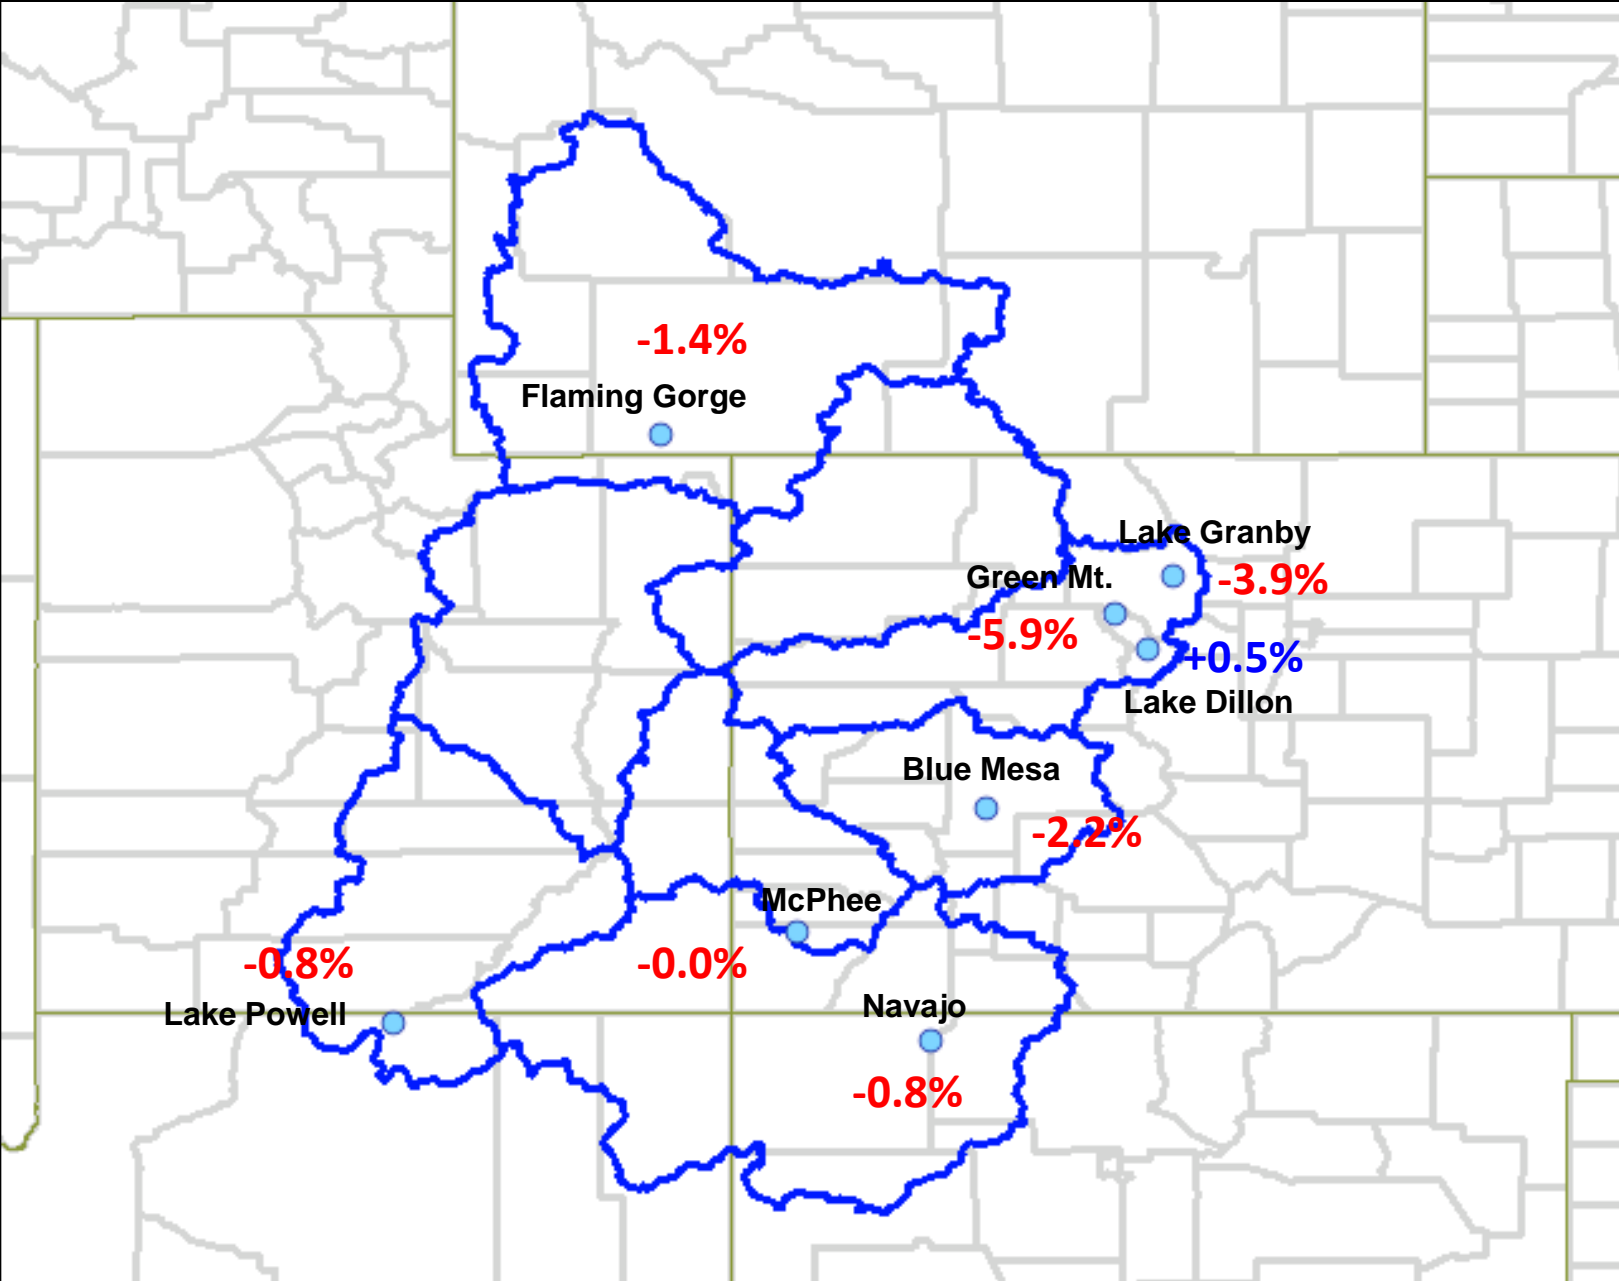 -1.4%
Flaming Gorge
Lake Granby
Green Mt.
-3.9%
-5.9%
+0.5%
Lake Dillon
Blue Mesa
-2.2%
McPhee
-0.8%
-0.0%
Lake Powell
Navajo
-0.8%